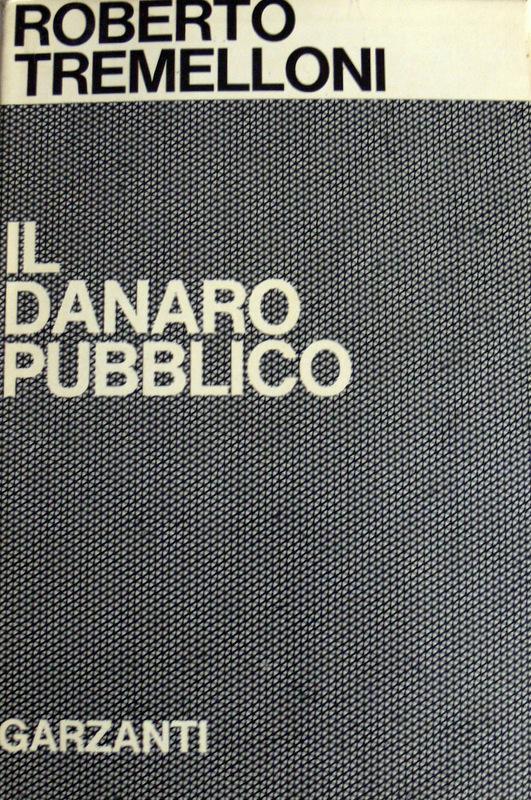 ROBERTO
TREMELLONI
IL
DANARO
PUBBLICO
GARZANTI